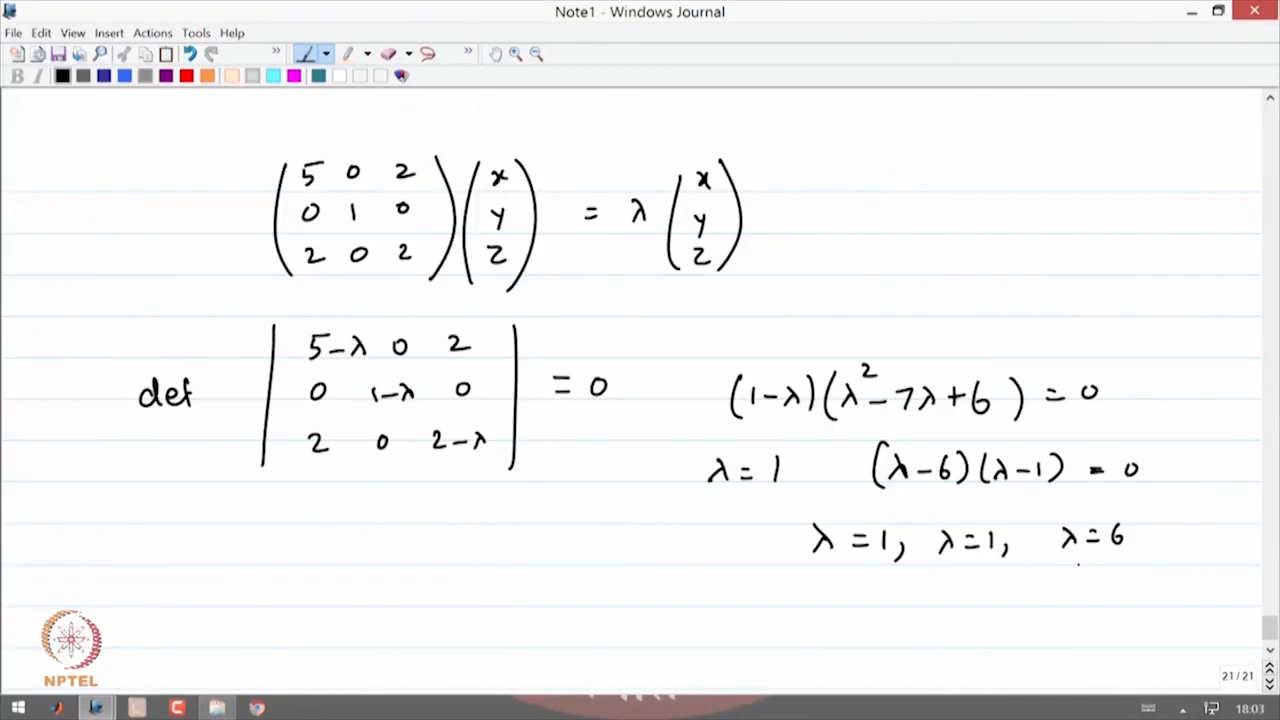 Note1 - Windows Journal
File Edit View Insert Actions Tools Help
B I
5 0 2 x x
0 1 0 y = λ y
2 0 2 z z
5-λ 0 2
det 0 1-λ 0 = 0
2 0 2-λ
(1-λ)(λ² - 7λ + 6) = 0
λ = 1 (λ-6)(λ-1) = 0
λ = 1, λ = 1, λ = 6
NPTEL
21/21
18:03